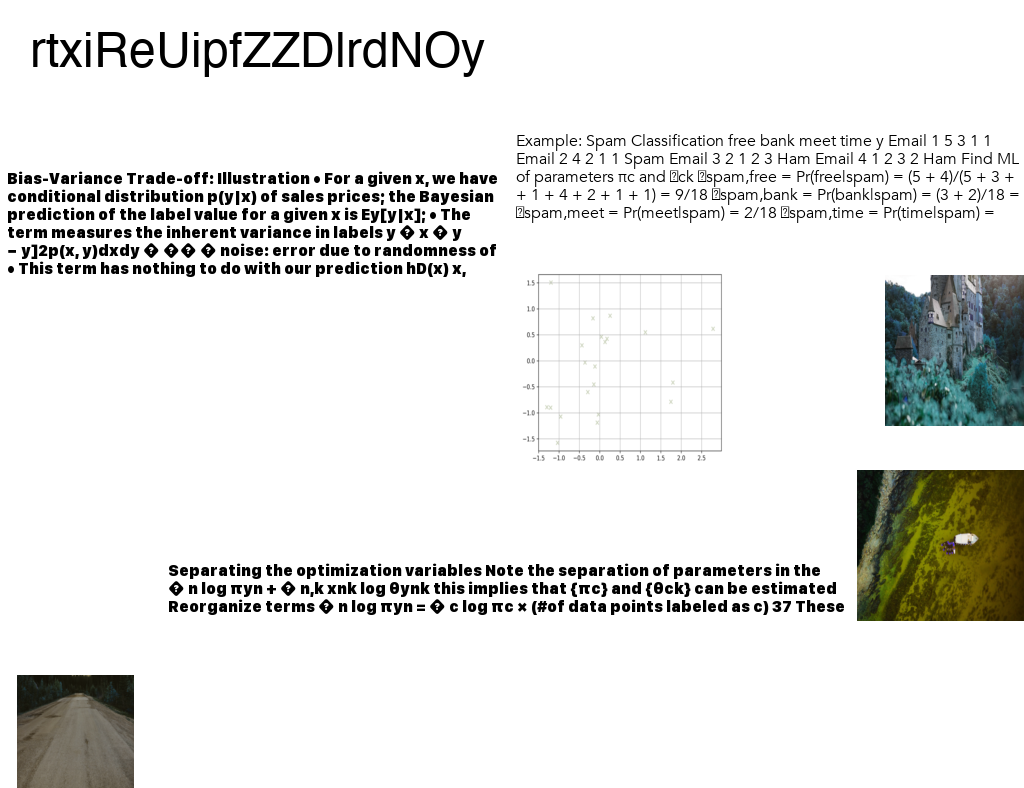 rtxiReUipfZZDlrdNOy
Bias-Variance Trade-off: Illustration • For a given x, we have
conditional distribution p(y|x) of sales prices; the Bayesian
prediction of the label value for a given x is Ey[y|x]; • The
term measures the inherent variance in labels y � x � y
− y]2p(x, y)dxdy � �� � noise: error due to randomness of
• This term has nothing to do with our prediction hD(x) x,
Example: Spam Classification free bank meet time y Email 1 5 3 1 1
Email 2 4 2 1 1 Spam Email 3 2 1 2 3 Ham Email 4 1 2 3 2 Ham Find ML
of parameters πc and �ck �spam,free = Pr(free|spam) = (5 + 4)/(5 + 3 +
+ 1 + 4 + 2 + 1 + 1) = 9/18 �spam,bank = Pr(bank|spam) = (3 + 2)/18 =
�spam,meet = Pr(meet|spam) = 2/18 �spam,time = Pr(time|spam) =
1.5
1.0
0.5
0.0
−0.5
−1.0
−1.5
−1.5 −1.0 −0.5 0.0 0.5 1.0 1.5 2.0 2.5
Separating the optimization variables Note the separation of parameters in the
� n log πyn + � n,k xnk log θynk this implies that {πc} and {θck} can be estimated
Reorganize terms � n log πyn = � c log πc × (#of data points labeled as c) 37 These